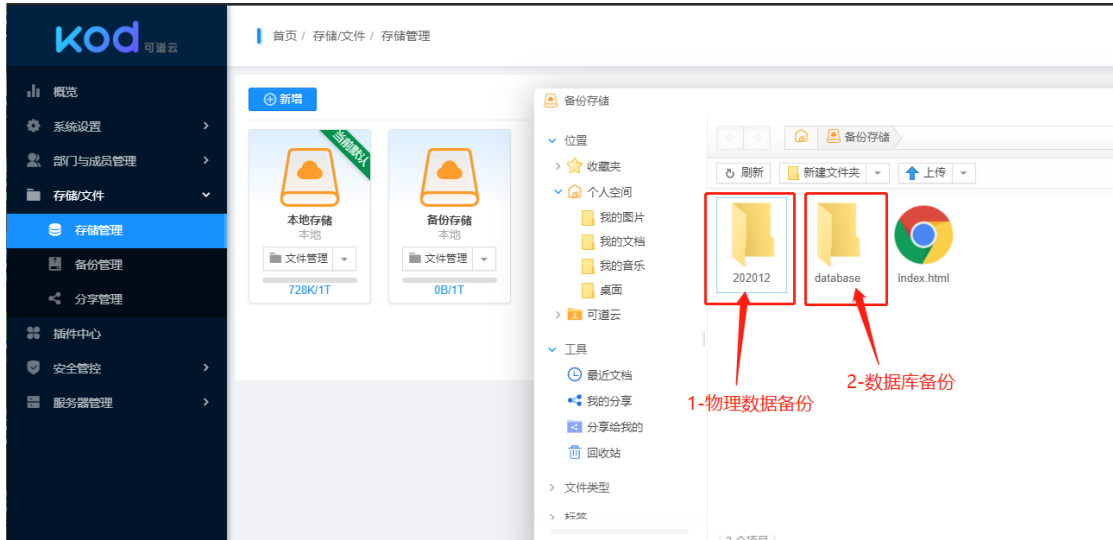 kod 可道云
首页 / 存储/文件 / 存储管理
概览
系统设置
部门与成员管理
存储/文件
存储管理
备份管理
分享管理
插件中心
安全管控
服务器管理
新增
当前默认
本地存储
本地
文件管理
728K/1T
备份存储
本地
文件管理
0B/1T
备份存储
位置
收藏夹
个人空间
我的图片
我的文档
我的音乐
桌面
可道云
工具
最近文档
我的分享
分享给我的
回收站
文件类型
标签
备份存储
刷新 新建文件夹 上传
202012 database index.html
1-物理数据备份
2-数据库备份
3 个项目